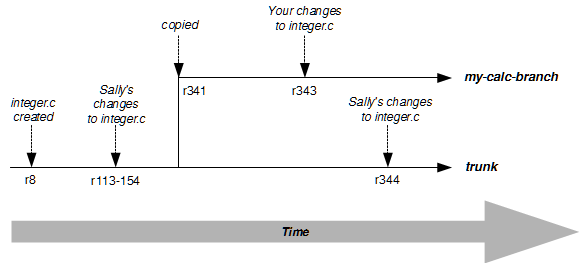 Your changes
to integer.c
copied
my-calc-branch
r341
r343
Sally's
changes
to integer.c
Sally's changes
to integer.c
integer.c
created
trunk
r8
r113-154
r344
Time